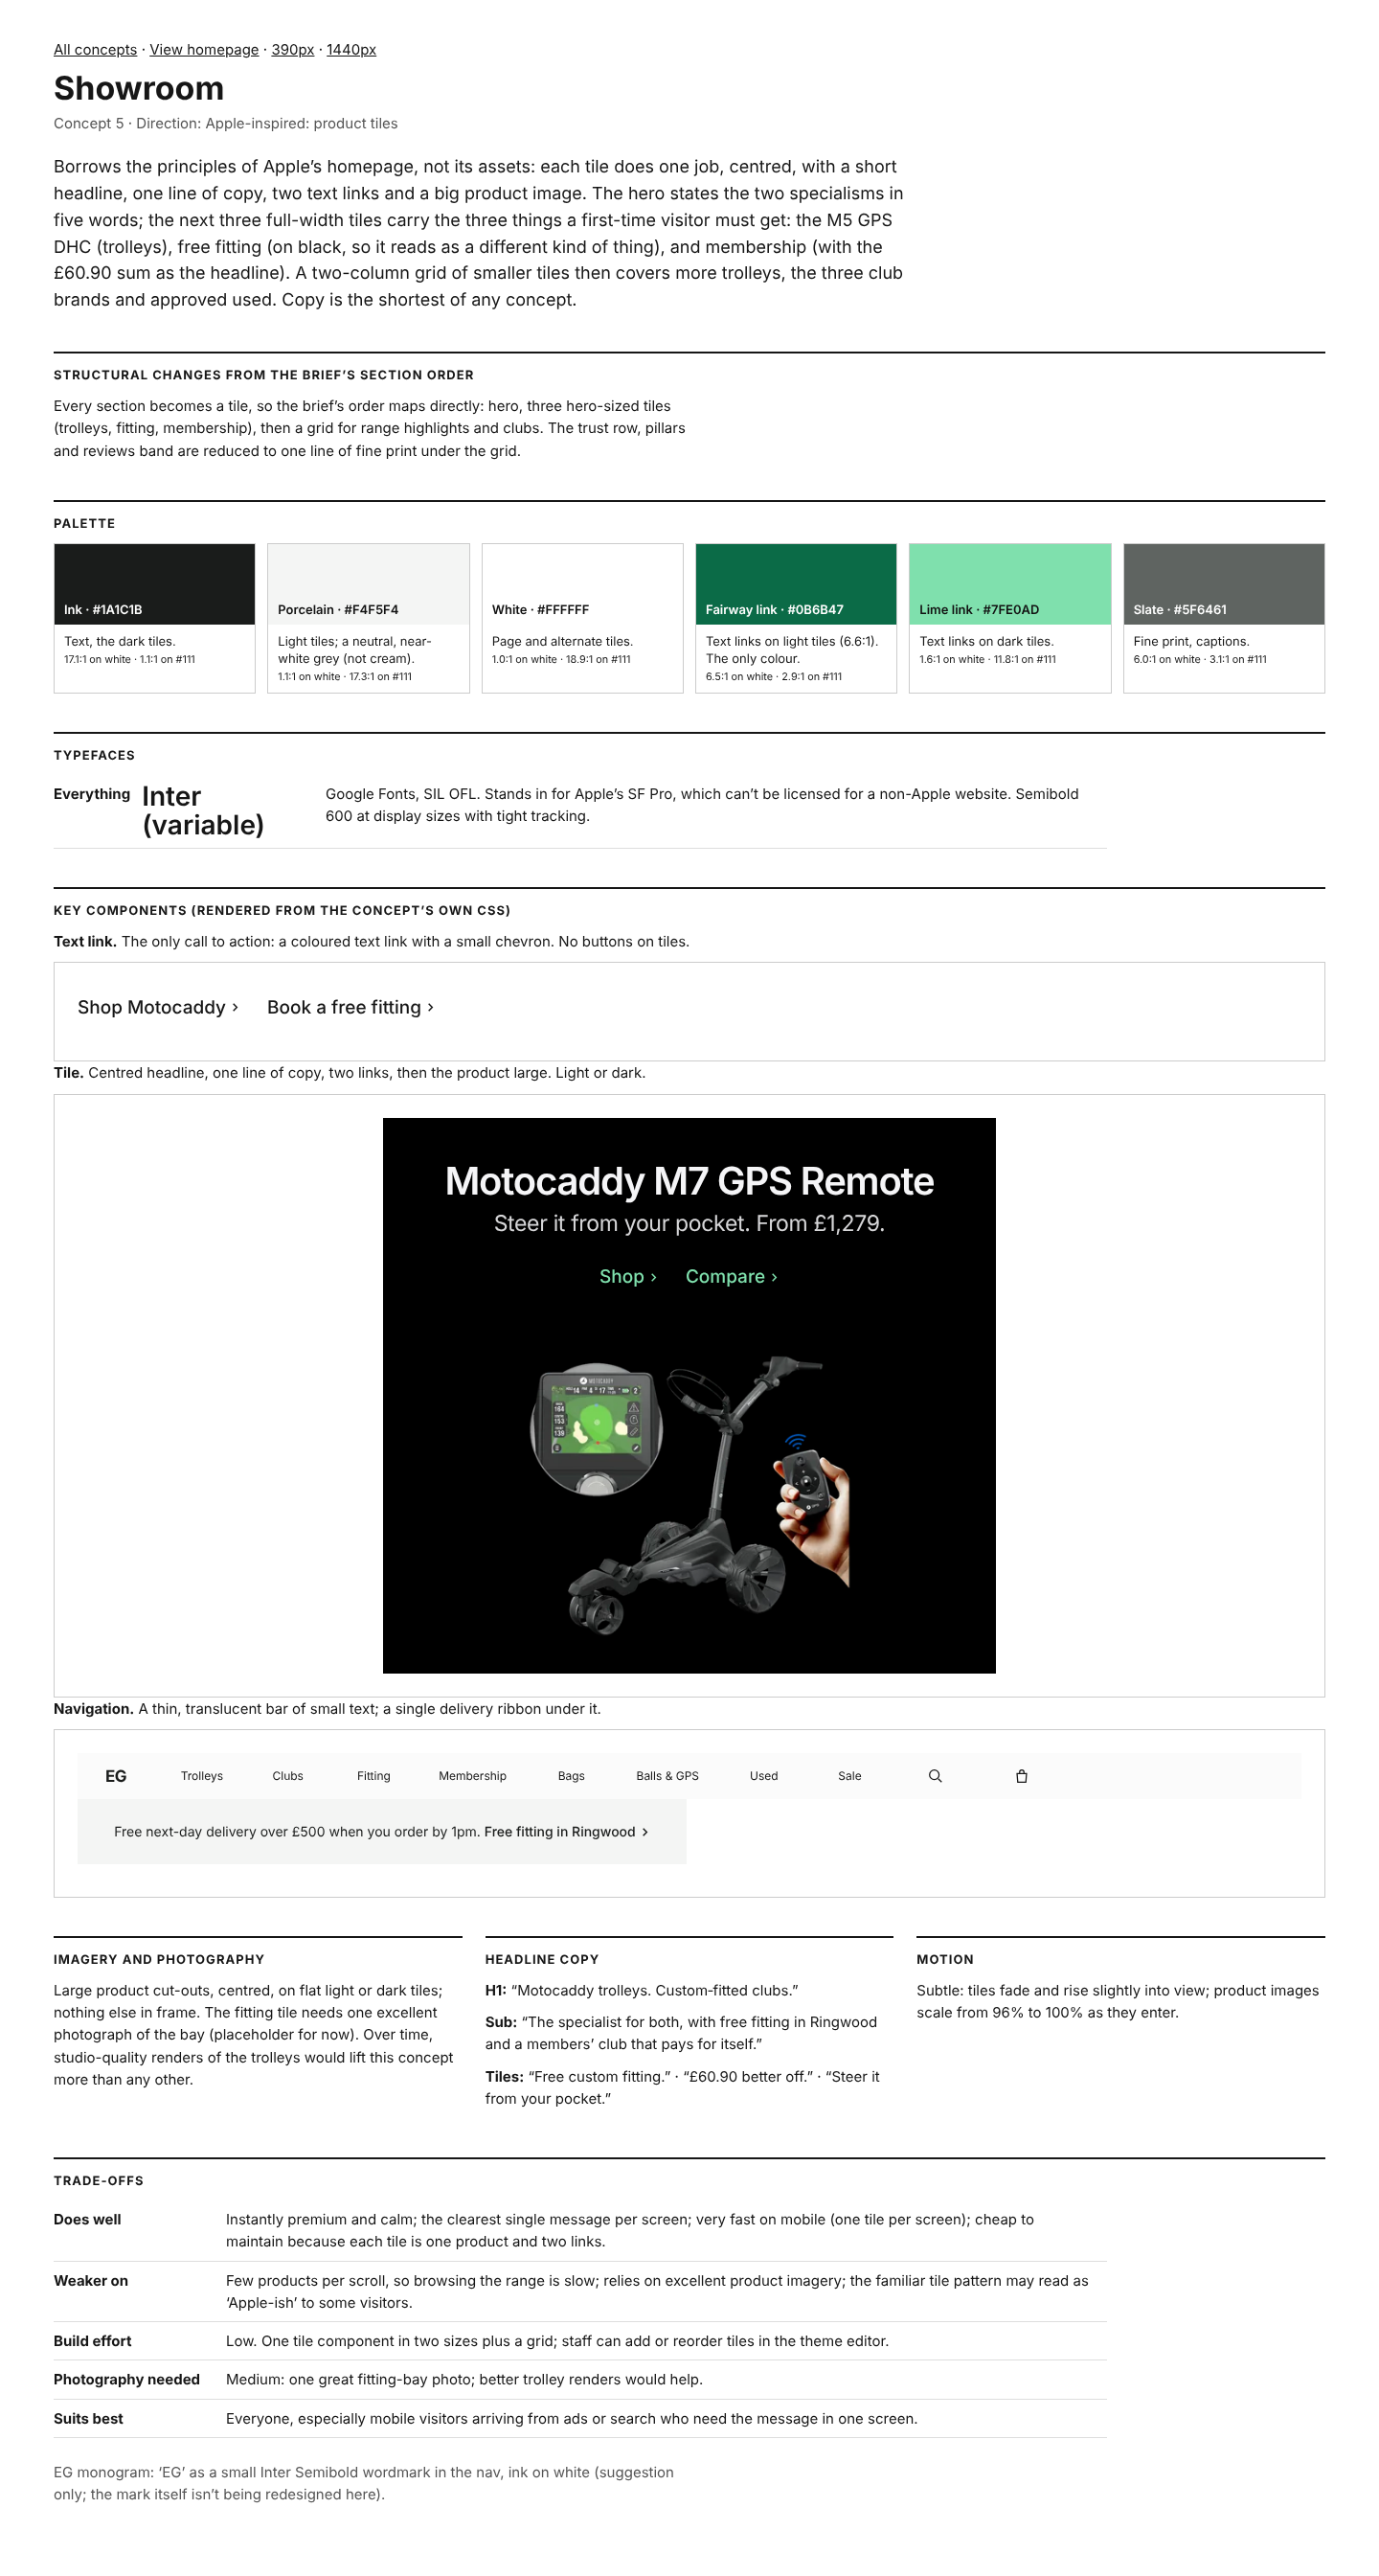 All concepts · View homepage · 390px · 1440px
Showroom
Concept 5 · Direction: Apple-inspired: product tiles
Borrows the principles of Apple’s homepage, not its assets: each tile does one job, centred, with a short
headline, one line of copy, two text links and a big product image. The hero states the two specialisms in
five words; the next three full-width tiles carry the three things a first-time visitor must get: the M5 GPS
DHC (trolleys), free fitting (on black, so it reads as a different kind of thing), and membership (with the
£60.90 sum as the headline). A two-column grid of smaller tiles then covers more trolleys, the three club
brands and approved used. Copy is the shortest of any concept.
STRUCTURAL CHANGES FROM THE BRIEF’S SECTION ORDER
Every section becomes a tile, so the brief’s order maps directly: hero, three hero-sized tiles
(trolleys, fitting, membership), then a grid for range highlights and clubs. The trust row, pillars
and reviews band are reduced to one line of fine print under the grid.
PALETTE
Ink · #1A1C1B
Text, the dark tiles.
17.1:1 on white · 1.1:1 on #111
Porcelain · #F4F5F4
Light tiles; a neutral, near-
white grey (not cream).
1.1:1 on white · 17.3:1 on #111
White · #FFFFFF
Page and alternate tiles.
1.0:1 on white · 18.9:1 on #111
Fairway link · #0B6B47
Text links on light tiles (6.6:1).
The only colour.
6.5:1 on white · 2.9:1 on #111
Lime link · #7FE0AD
Text links on dark tiles.
1.6:1 on white · 11.8:1 on #111
Slate · #5F6461
Fine print, captions.
6.0:1 on white · 3.1:1 on #111
TYPEFACES
Everything
Inter
(variable)
Google Fonts, SIL OFL. Stands in for Apple’s SF Pro, which can’t be licensed for a non-Apple website. Semibold
600 at display sizes with tight tracking.
KEY COMPONENTS (RENDERED FROM THE CONCEPT’S OWN CSS)
Text link. The only call to action: a coloured text link with a small chevron. No buttons on tiles.
Shop Motocaddy › Book a free fitting ›
Tile. Centred headline, one line of copy, two links, then the product large. Light or dark.
Motocaddy M7 GPS Remote
Steer it from your pocket. From £1,279.
Shop › Compare ›
Navigation. A thin, translucent bar of small text; a single delivery ribbon under it.
EG Trolleys Clubs Fitting Membership Bags Balls & GPS Used Sale
Free next-day delivery over £500 when you order by 1pm. Free fitting in Ringwood ›
IMAGERY AND PHOTOGRAPHY
Large product cut-outs, centred, on flat light or dark tiles;
nothing else in frame. The fitting tile needs one excellent
photograph of the bay (placeholder for now). Over time,
studio-quality renders of the trolleys would lift this concept
more than any other.
HEADLINE COPY
H1: “Motocaddy trolleys. Custom-fitted clubs.”
Sub: “The specialist for both, with free fitting in Ringwood
and a members’ club that pays for itself.”
Tiles: “Free custom fitting.” · “£60.90 better off.” · “Steer it
from your pocket.”
MOTION
Subtle: tiles fade and rise slightly into view; product images
scale from 96% to 100% as they enter.
TRADE-OFFS
Does well
Instantly premium and calm; the clearest single message per screen; very fast on mobile (one tile per screen); cheap to
maintain because each tile is one product and two links.
Weaker on
Few products per scroll, so browsing the range is slow; relies on excellent product imagery; the familiar tile pattern may read as
‘Apple-ish’ to some visitors.
Build effort
Low. One tile component in two sizes plus a grid; staff can add or reorder tiles in the theme editor.
Photography needed
Medium: one great fitting-bay photo; better trolley renders would help.
Suits best
Everyone, especially mobile visitors arriving from ads or search who need the message in one screen.
EG monogram: ‘EG’ as a small Inter Semibold wordmark in the nav, ink on white (suggestion
only; the mark itself isn’t being redesigned here).